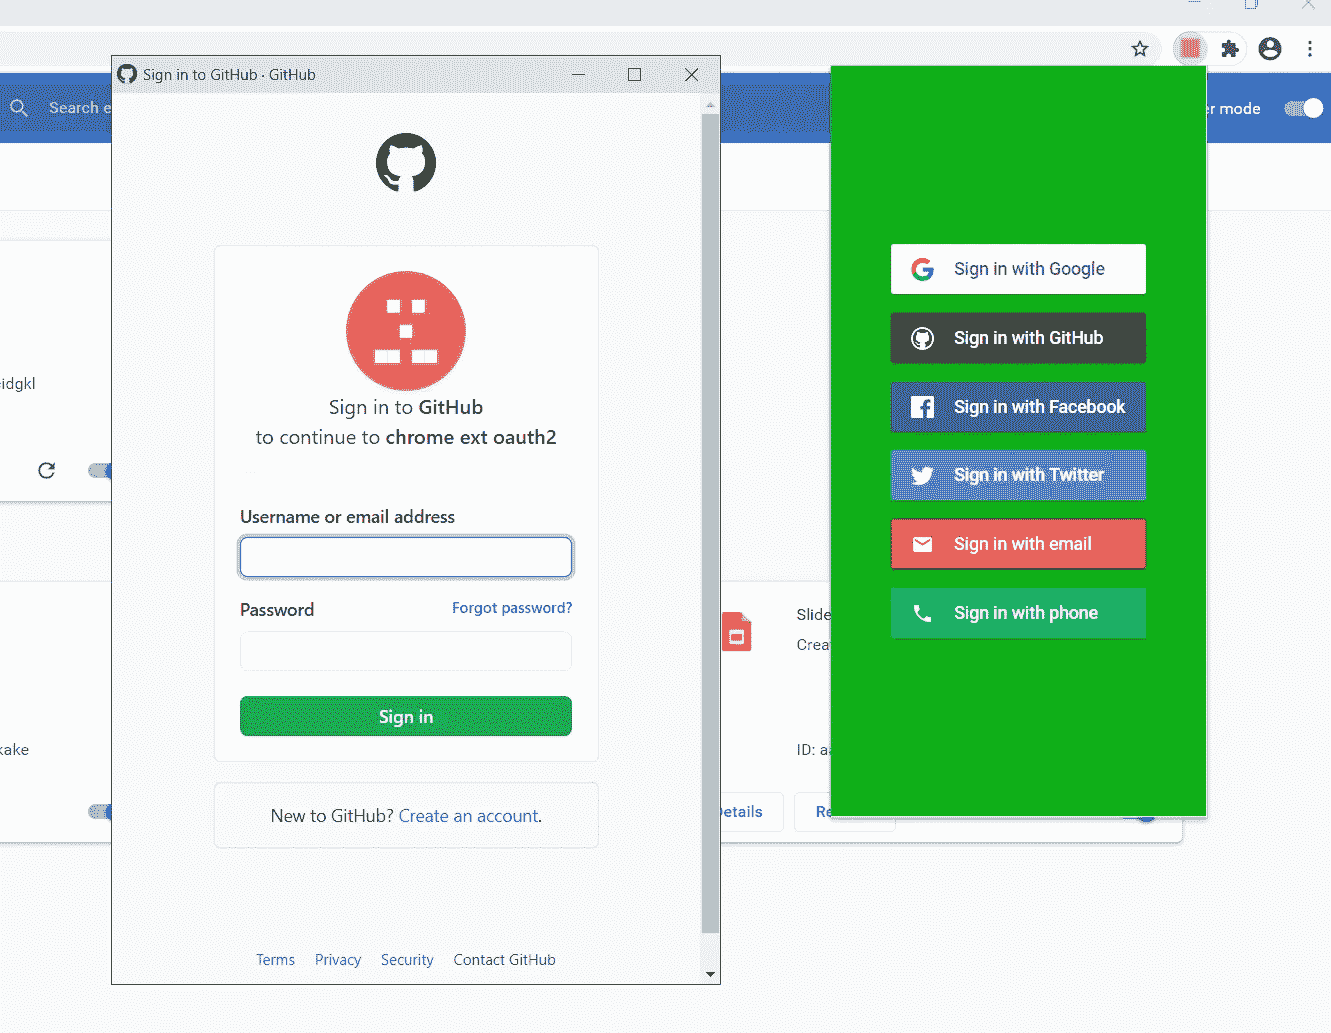 Sign in to GitHub · GitHub
Search e
er mode
Sign in to GitHub
to continue to chrome ext oauth2
Username or email address
Password
Forgot password?
Sign in
New to GitHub? Create an account.
Terms
Privacy
Security
Contact GitHub
Sign in with Google
Sign in with GitHub
Sign in with Facebook
Sign in with Twitter
Sign in with email
Sign in with phone
idgkl
kake
Slide
Crea
ID: a
Details
Re